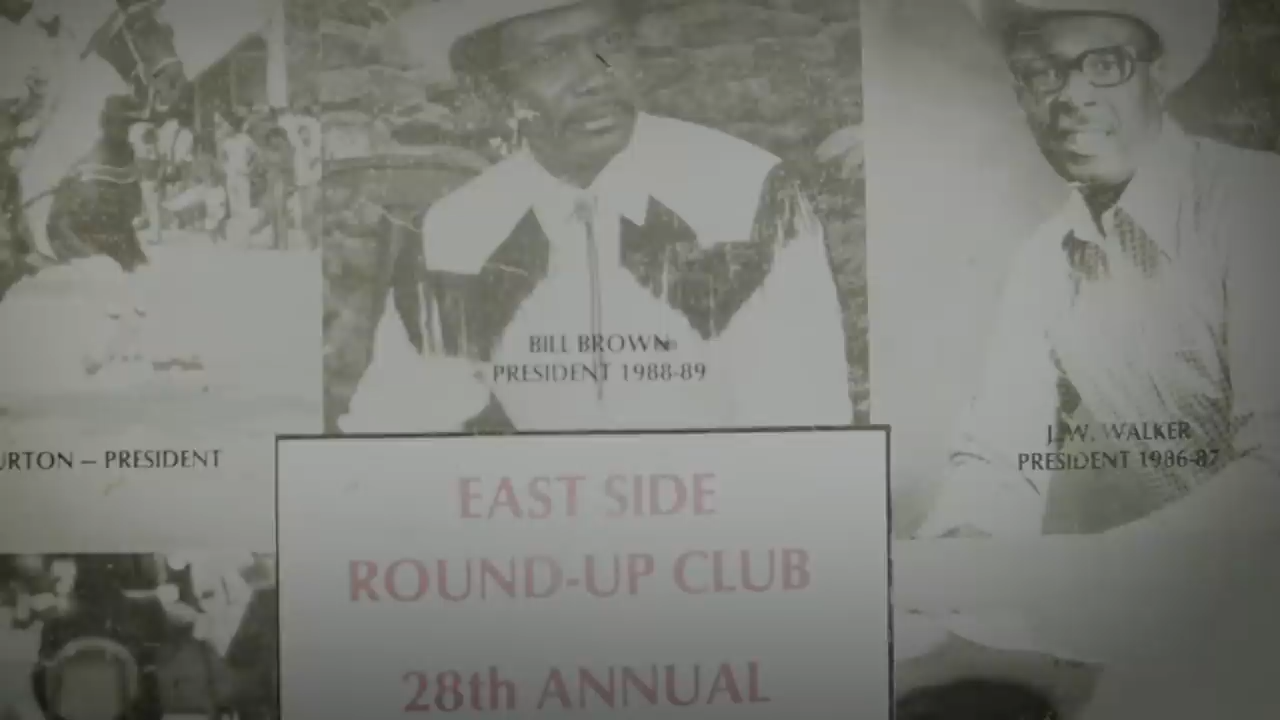 BILL BROWN
PRESIDENT 1988-89
J.W. WALKER
PRESIDENT 1986-87
URTON — PRESIDENT
EAST SIDE
ROUND-UP CLUB
28th ANNUAL